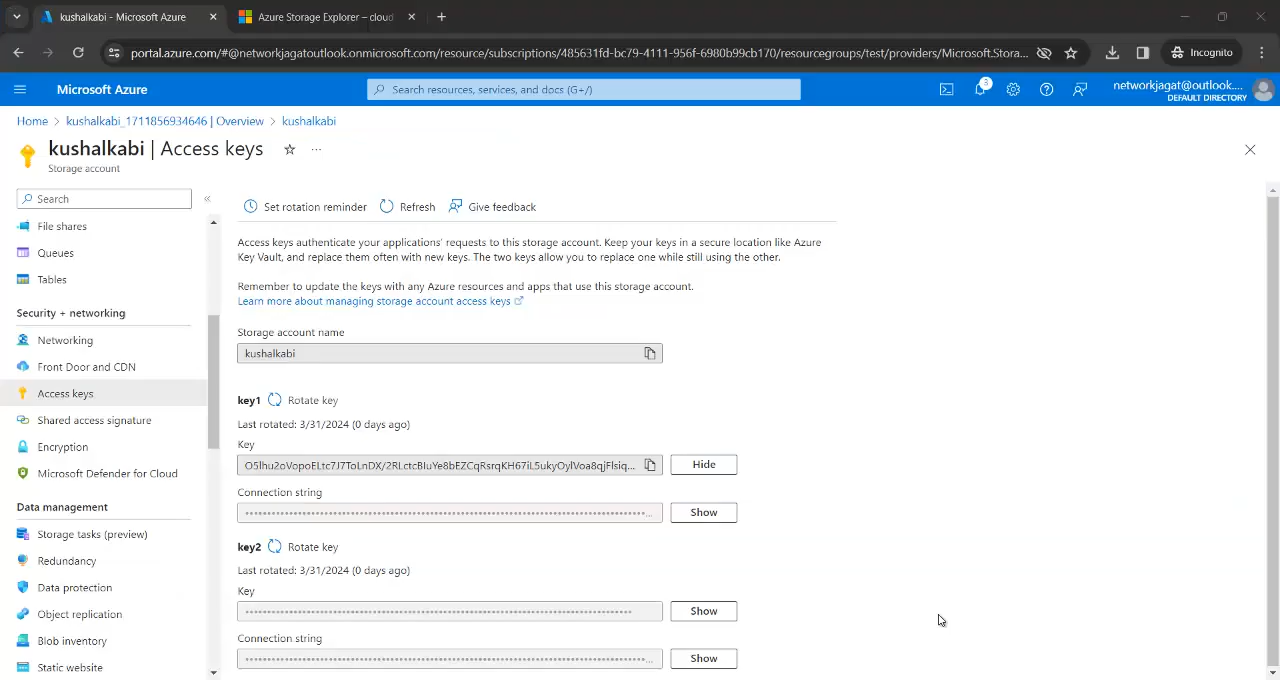 kushalkabi - Microsoft Azure
Azure Storage Explorer – cloud
portal.azure.com/#@networkjagatoutlook.onmicrosoft.com/resource/subscriptions/485631fd-bc79-4111-956f-6980b99cb170/resourcegroups/test/providers/Microsoft.Stora...
Incognito
Microsoft Azure
Search resources, services, and docs (G+/)
3
networkjagat@outlook....
DEFAULT DIRECTORY
Home > kushalkabi_1711856934646 | Overview > kushalkabi
kushalkabi | Access keys
Storage account
Search
File shares
Queues
Tables
Security + networking
Networking
Front Door and CDN
Access keys
Shared access signature
Encryption
Microsoft Defender for Cloud
Data management
Storage tasks (preview)
Redundancy
Data protection
Object replication
Blob inventory
Static website
Set rotation reminder
Refresh
Give feedback
Access keys authenticate your applications' requests to this storage account. Keep your keys in a secure location like Azure
Key Vault, and replace them often with new keys. The two keys allow you to replace one while still using the other.
Remember to update the keys with any Azure resources and apps that use this storage account.
Learn more about managing storage account access keys
Storage account name
kushalkabi
key1
Rotate key
Last rotated: 3/31/2024 (0 days ago)
Key
Hide
Connection string
Show
key2
Rotate key
Last rotated: 3/31/2024 (0 days ago)
Key
Show
Connection string
Show